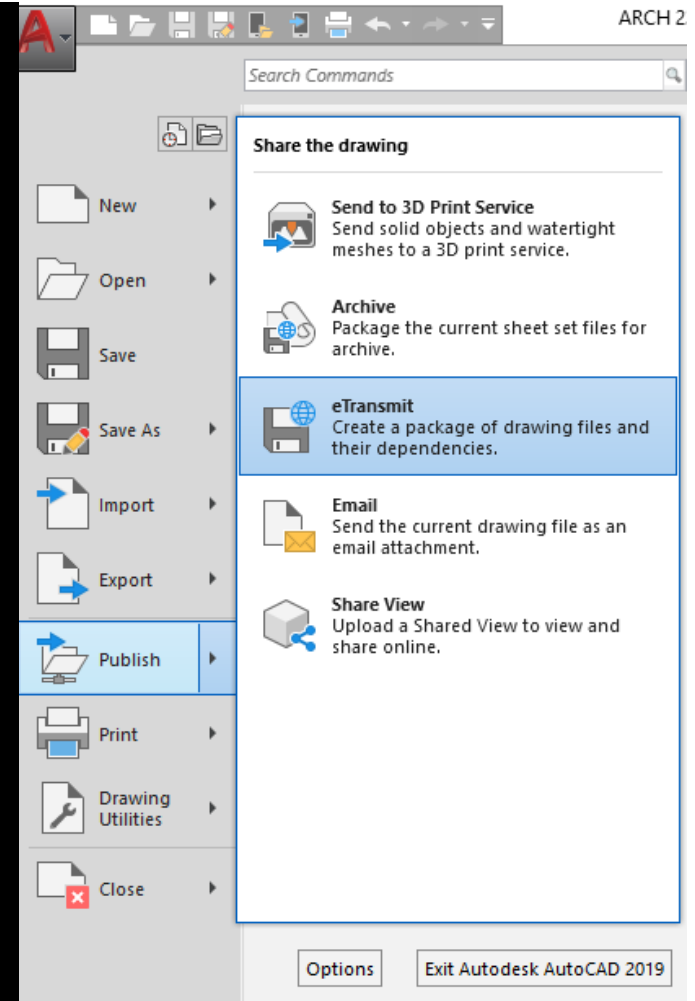 ARCH 2
Search Commands
New
Open
Save
Save As
Import
Export
Publish
Print
Drawing
Utilities
Close
Share the drawing
Send to 3D Print Service
Send solid objects and watertight
meshes to a 3D print service.
Archive
Package the current sheet set files for
archive.
eTransmit
Create a package of drawing files and
their dependencies.
Email
Send the current drawing file as an
email attachment.
Share View
Upload a Shared View to view and
share online.
Options
Exit Autodesk AutoCAD 2019